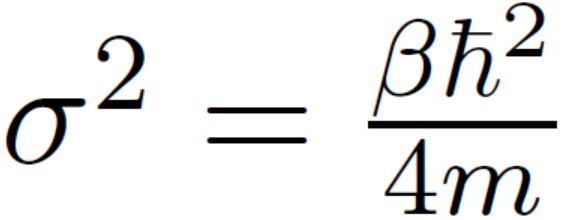 σ² = βħ²/4m